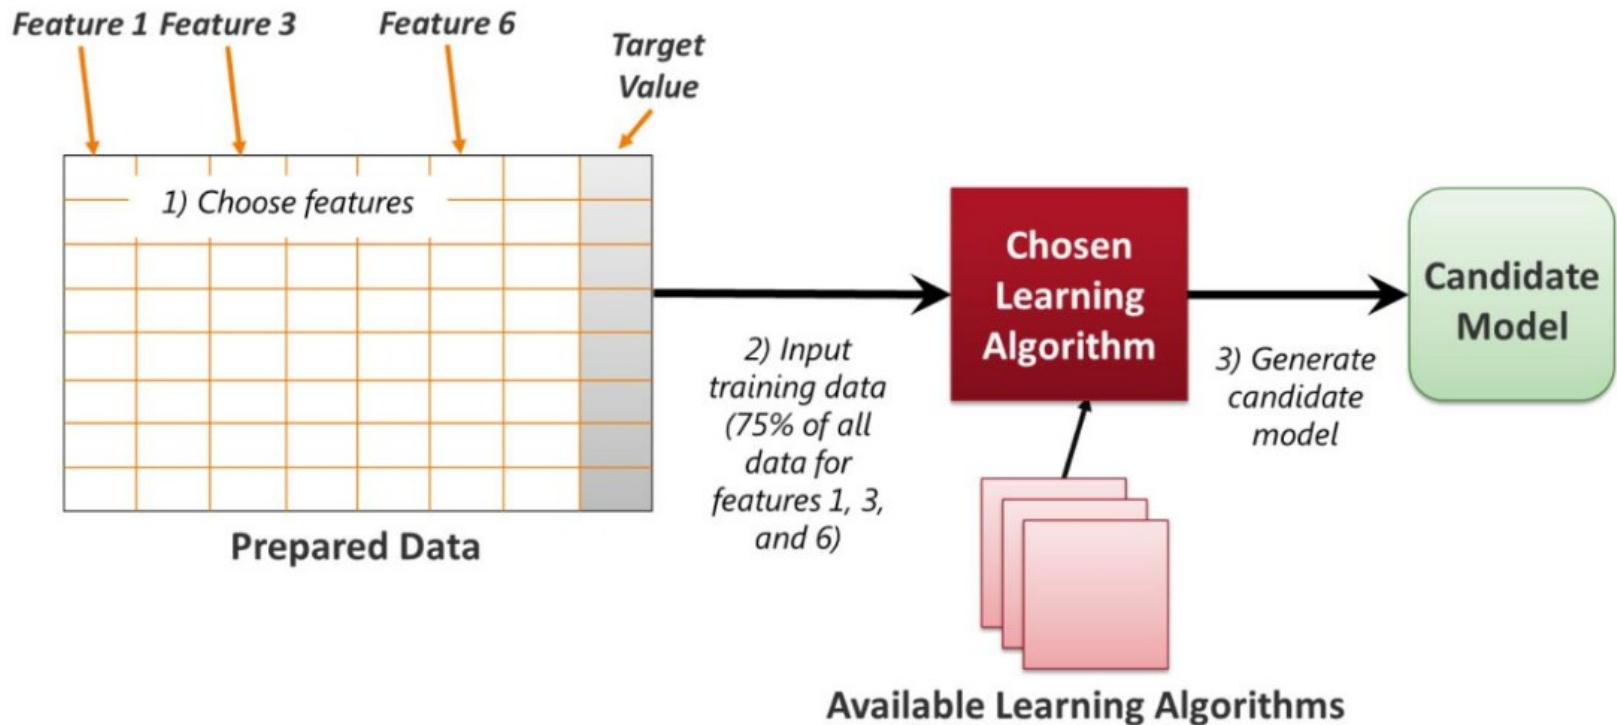 Feature 1 Feature 3 Feature 6
Target
Value
1) Choose features
Prepared Data
2) Input
training data
(75% of all
data for
features 1, 3,
and 6)
Chosen
Learning
Algorithm
3) Generate
candidate
model
Candidate
Model
Available Learning Algorithms